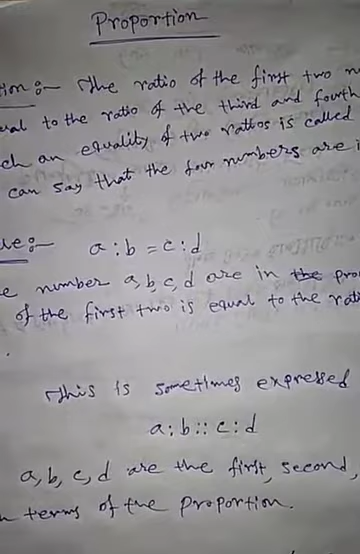 Proportion
The ratio of the first two
to the ratio of the third and fourth
an equality of two ratios is called
can say that the four numbers are
a : b = c : d
number a, b, c, d are in the
of the first two is equal to the
This is sometimes expressed
a : b :: c : d
a, b, c, d are the first, second,
terms of the proportion.